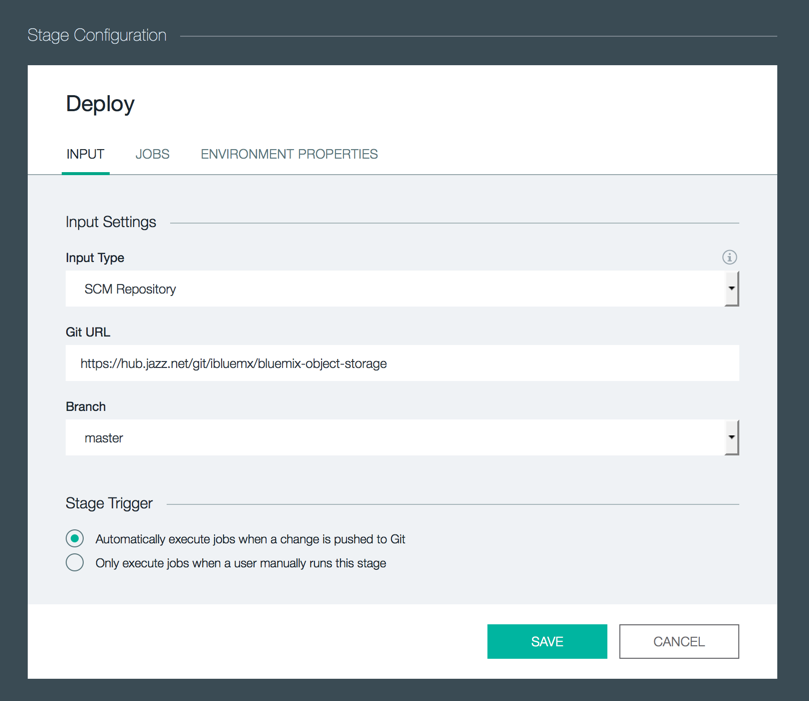 Stage Configuration
Deploy
INPUT JOBS ENVIRONMENT PROPERTIES
Input Settings
Input Type
SCM Repository
Git URL
https://hub.jazz.net/git/ibluemx/bluemix-object-storage
Branch
master
Stage Trigger
Automatically execute jobs when a change is pushed to Git
Only execute jobs when a user manually runs this stage
SAVE CANCEL